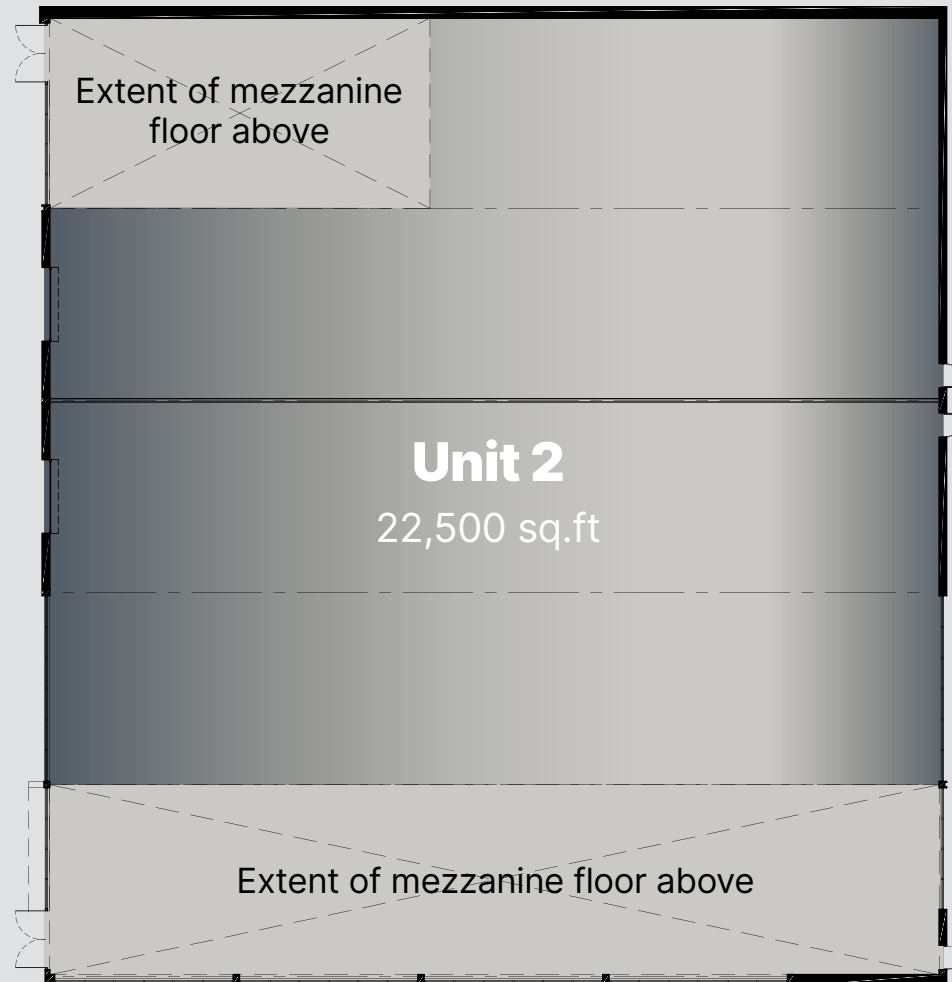 Extent of mezzanine
floor above
Unit 2
22,500 sq.ft
Extent of mezzanine floor above